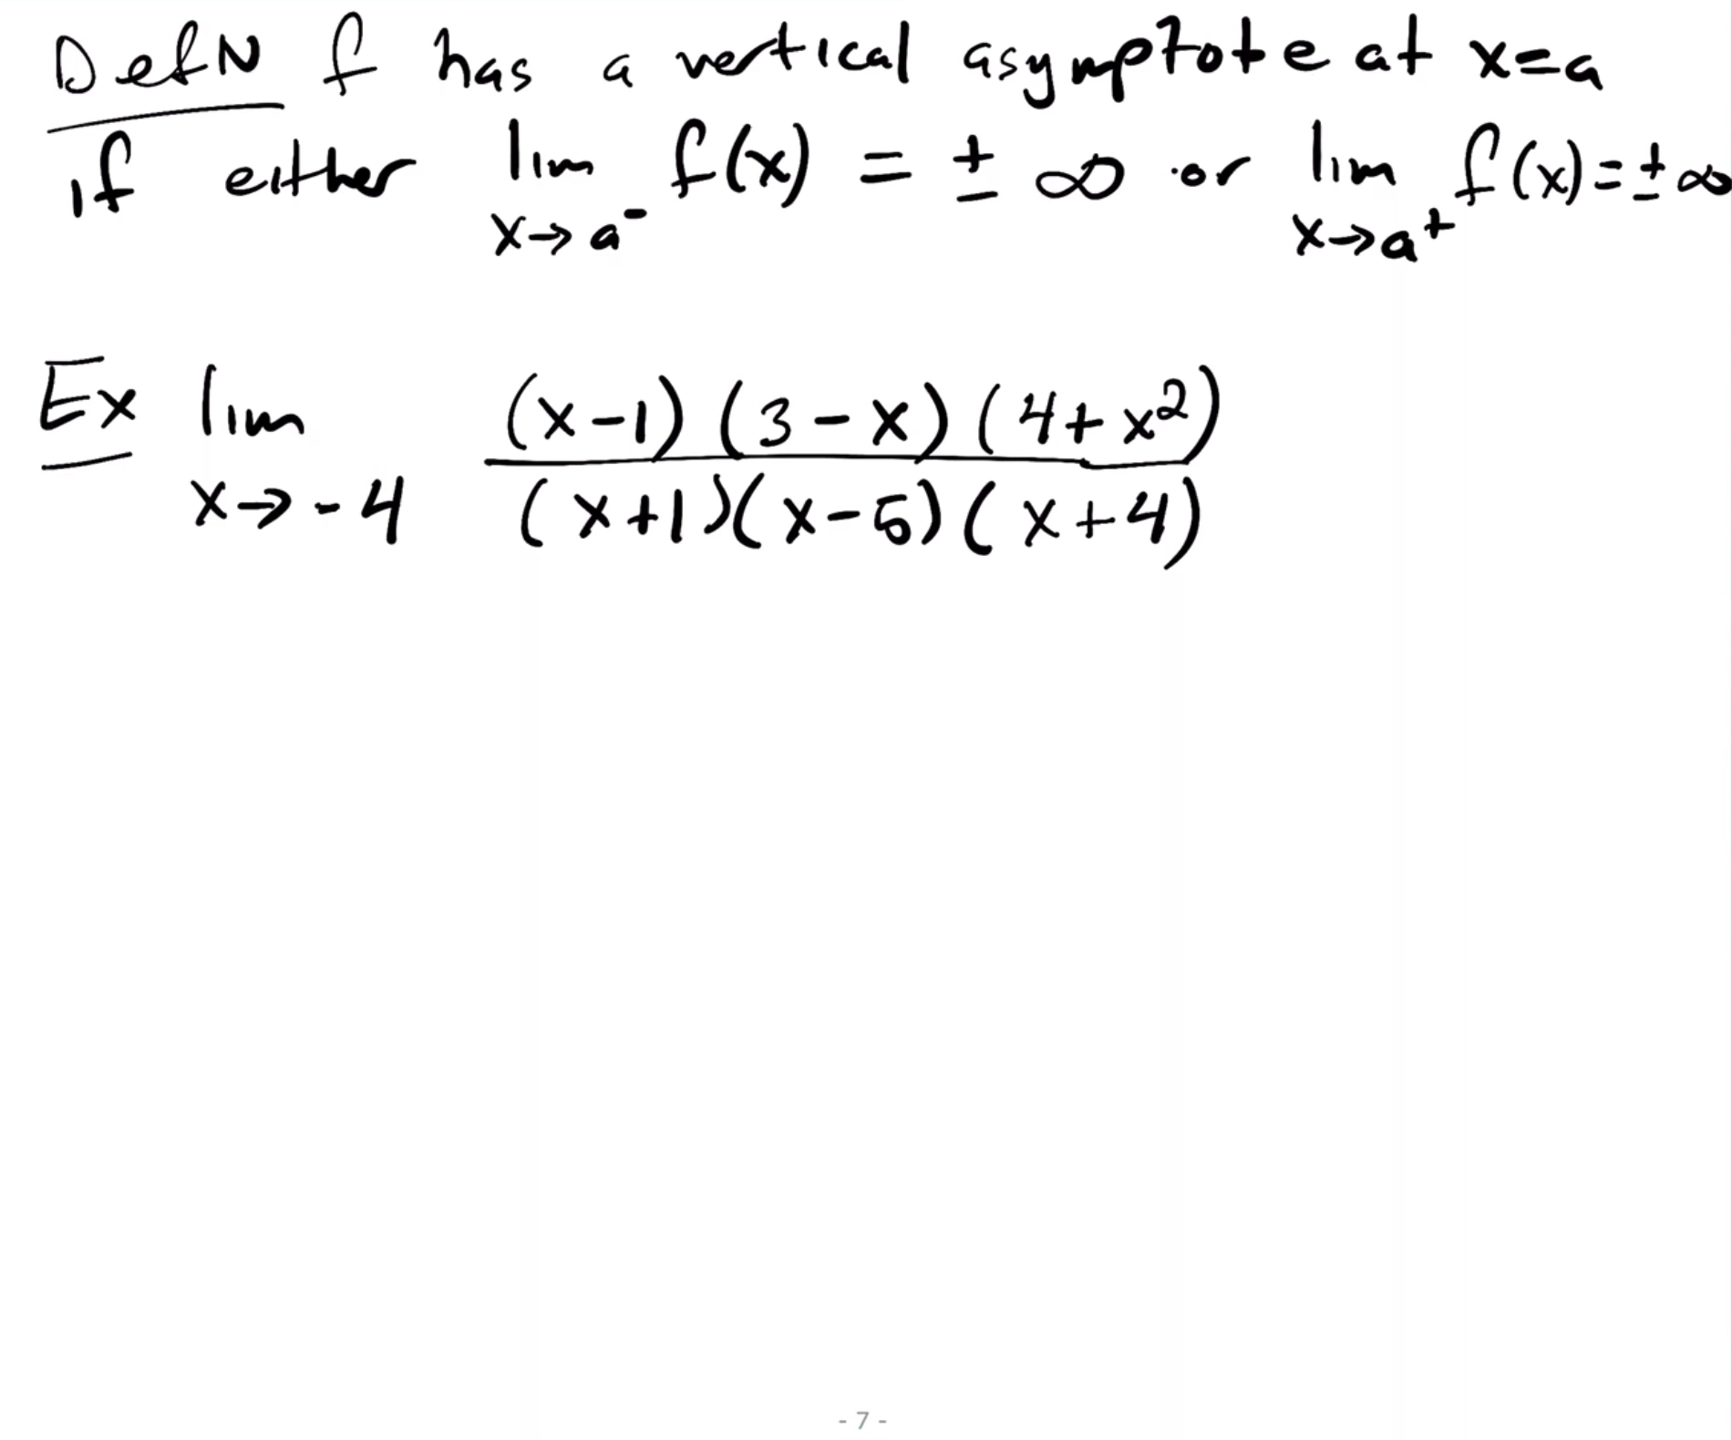 Defn f has a vertical asymptote at x=a
if either lim x→a⁻ f(x) = ± ∞ or lim x→a⁺ f(x) = ± ∞
Ex lim x→-4 (x-1)(3-x)(4+x²) / (x+1)(x-5)(x+4)
- 7 -